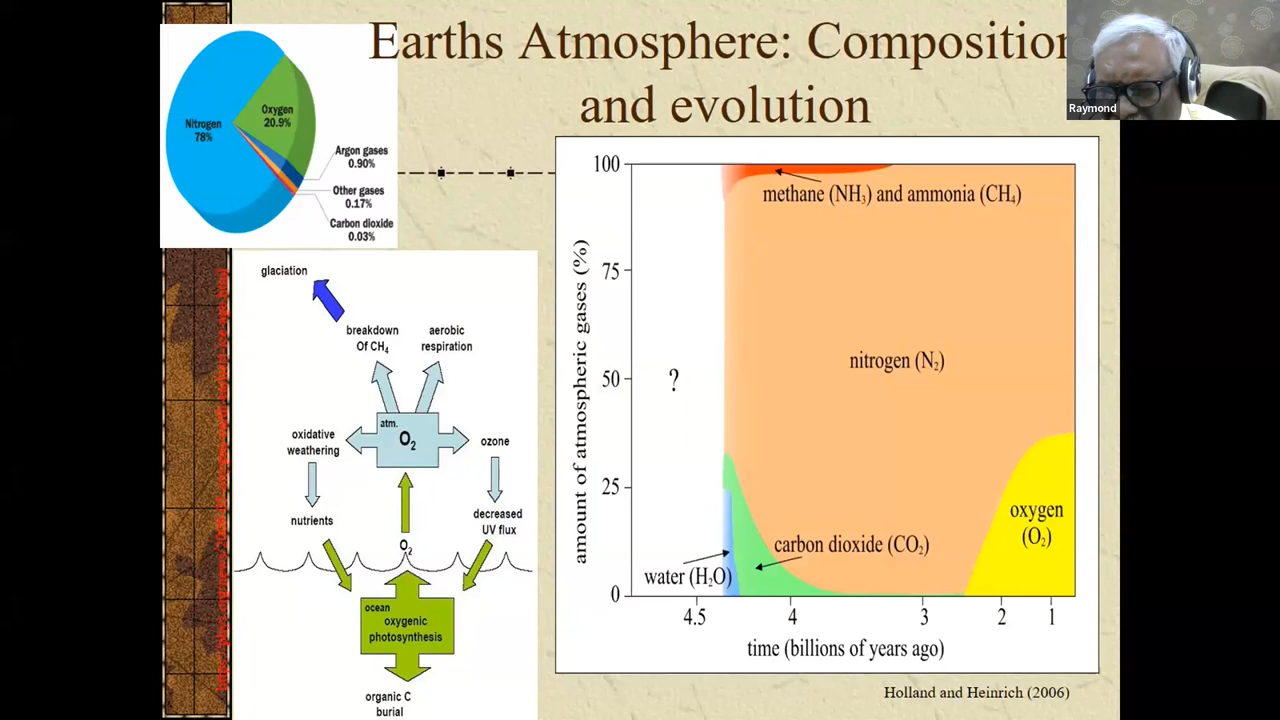 Earths Atmosphere: Composition
and evolution
Raymond
Nitrogen
78%
Oxygen
20.9%
Argon gases
0.90%
Other gases
0.17%
Carbon dioxide
0.03%
glaciation
breakdown
Of CH₄
aerobic
respiration
atm.
O₂
oxidative
weathering
ozone
nutrients
decreased
UV flux
O₂
ocean
oxygenic
photosynthesis
organic C
burial
amount of atmospheric gases (%)
100
75
50
25
0
methane (NH₃) and ammonia (CH₄)
?
nitrogen (N₂)
oxygen
(O₂)
carbon dioxide (CO₂)
water (H₂O)
4.5 4 3 2 1
time (billions of years ago)
Holland and Heinrich (2006)